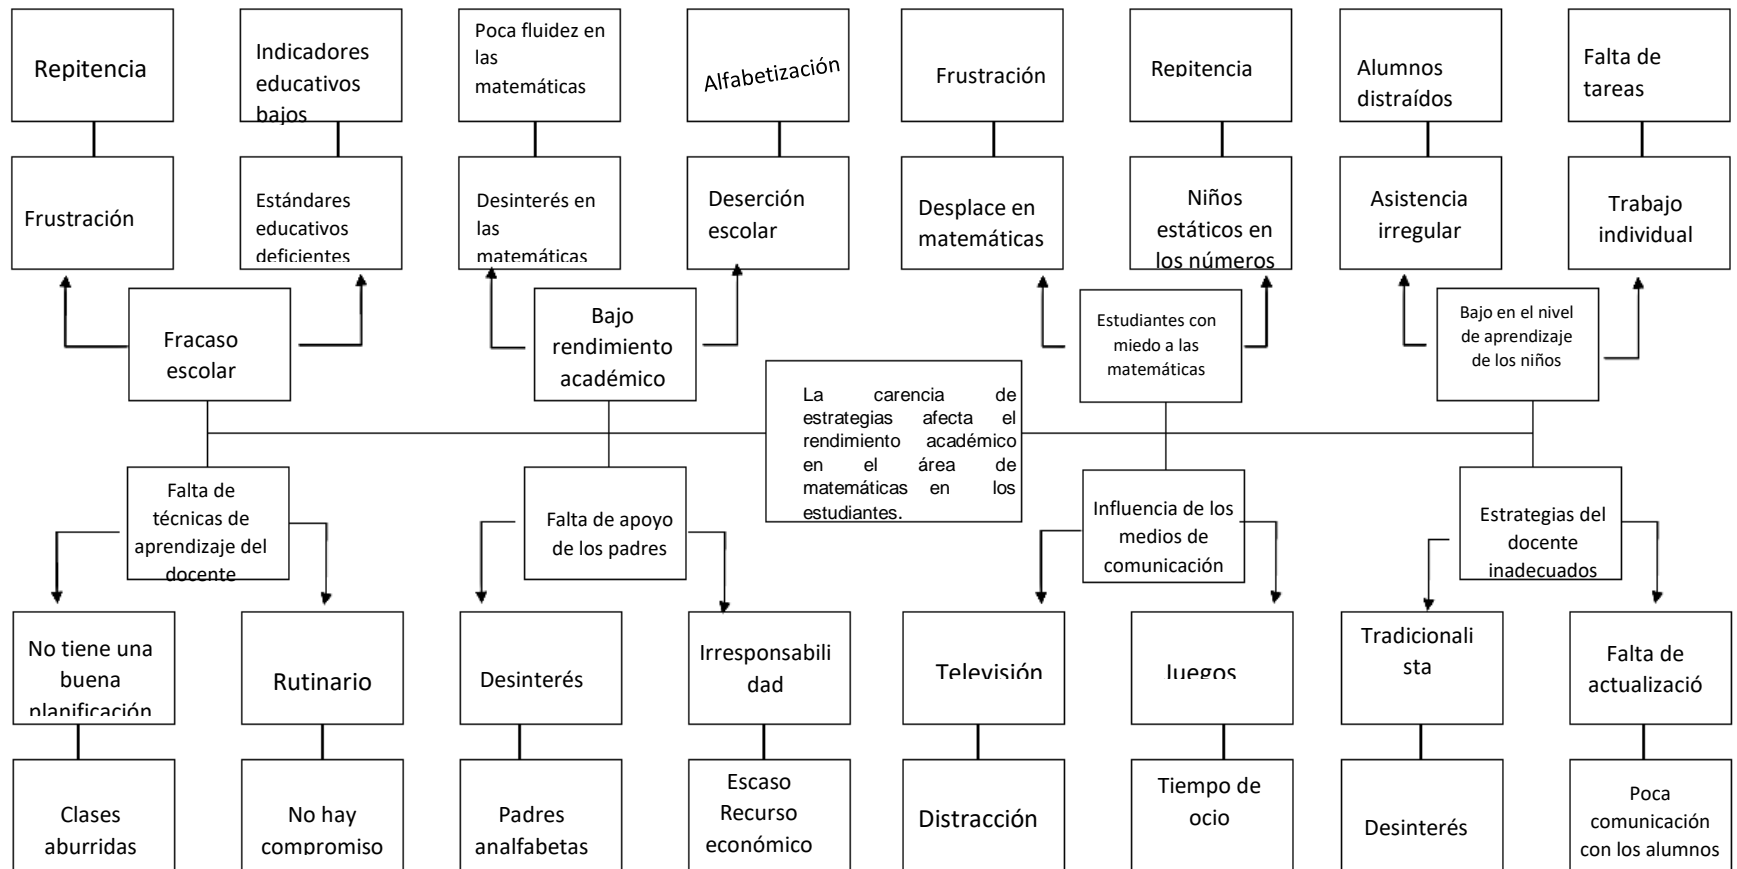 Repitencia
Indicadores
educativos
bajos
Poca fluidez en
las
matemáticas
Alfabetización
Frustración
Repitencia
Alumnos
distraídos
Falta de
tareas
Frustración
Estándares
educativos
deficientes
Desinterés en
las
matemáticas
Deserción
escolar
Desplace en
matemáticas
Niños
estáticos en
los números
Asistencia
irregular
Trabajo
individual
Fracaso
escolar
Bajo
rendimiento
académico
Estudiantes con
miedo a las
matemáticas
Bajo en el nivel
de aprendizaje
de los niños
La carencia de
estrategias afecta el
rendimiento académico
en el área de
matemáticas en los
estudiantes.
Falta de
técnicas de
aprendizaje del
docente
Falta de apoyo
de los padres
Influencia de los
medios de
comunicación
Estrategias del
docente
inadecuados
No tiene una
buena
planificación
Rutinario
Desinterés
Irresponsabili
dad
Televisión
Juegos
Tradicionali
sta
Falta de
actualizació
Clases
aburridas
No hay
compromiso
Padres
analfabetas
Escaso
Recurso
económico
Distracción
Tiempo de
ocio
Desinterés
Poca
comunicación
con los alumnos